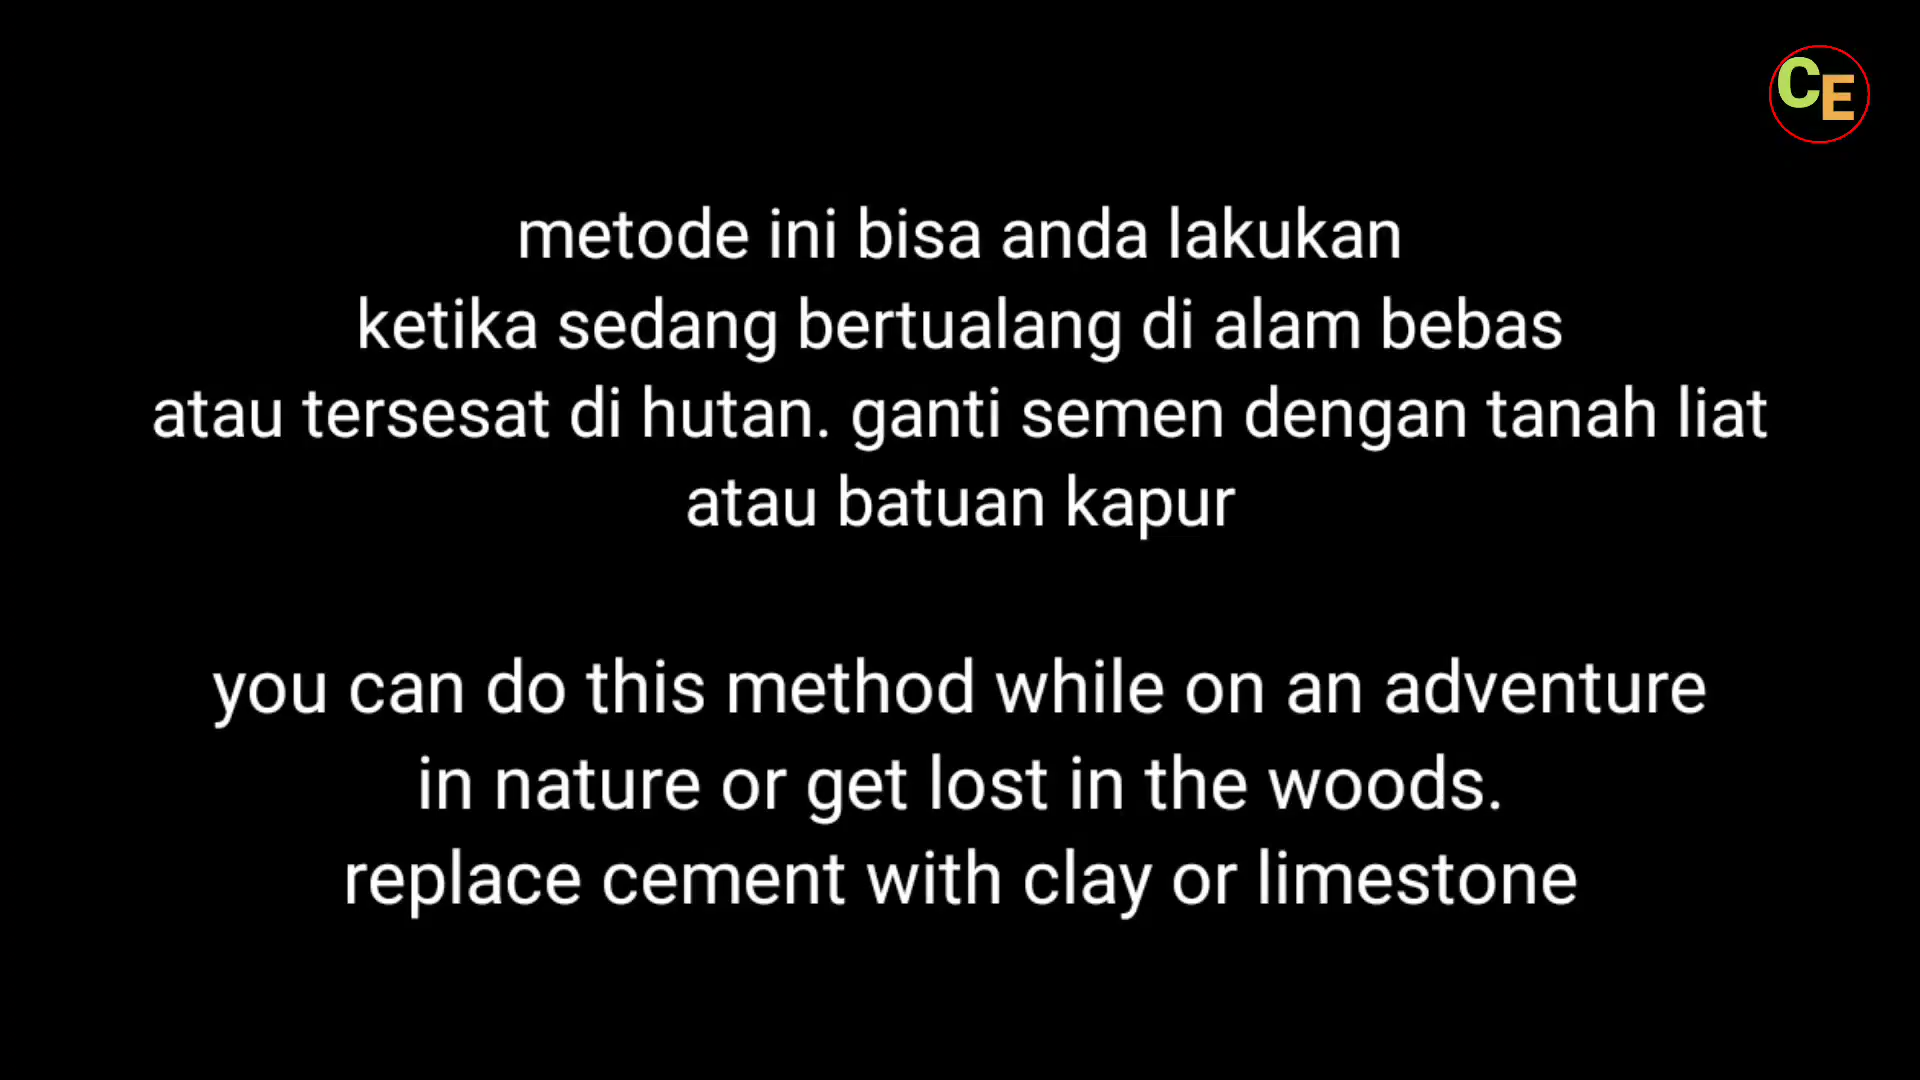 CE
metode ini bisa anda lakukan
ketika sedang bertualang di alam bebas
atau tersesat di hutan. ganti semen dengan tanah liat
atau batuan kapur
you can do this method while on an adventure
in nature or get lost in the woods.
replace cement with clay or limestone